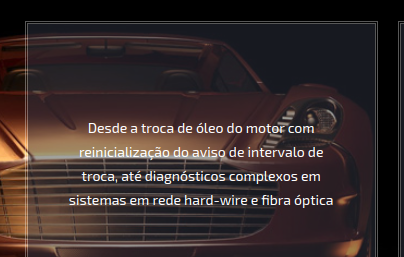 Desde a troca de óleo do motor com
reinicialização do aviso de intervalo de
troca, até diagnósticos complexos em
sistemas em rede hard-wire e fibra óptica